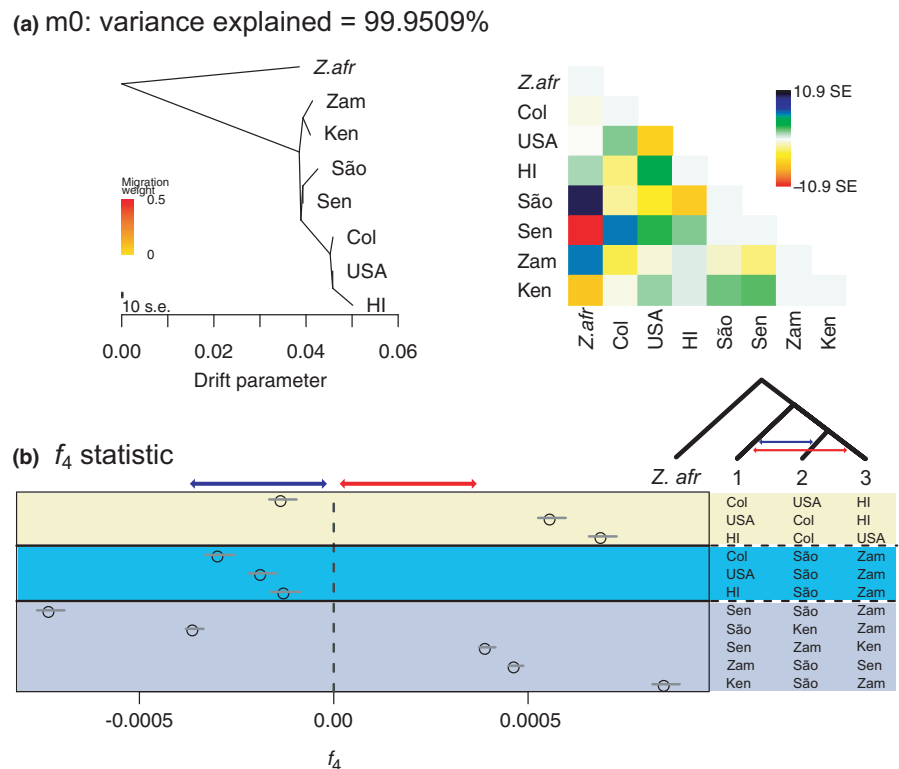 (a) m0: variance explained = 99.9509%
Z.afr
Zam
Ken
São
Sen
Col
USA
HI
Migration
weight
0.5
0
10 s.e.
0.00 0.02 0.04 0.06
Drift parameter
Z.afr
Col
USA
HI
São
Sen
Zam
Ken
Z.afr Col USA HI São Sen Zam Ken
10.9 SE
−10.9 SE
(b) f4 statistic
Z. afr 1 2 3
Col USA HI
USA Col HI
HI Col USA
Col São Zam
USA São Zam
HI São Zam
Sen São Zam
São Ken Zam
Sen Zam Ken
Zam São Sen
Ken São Zam
-0.0005 0.00 0.0005
f4